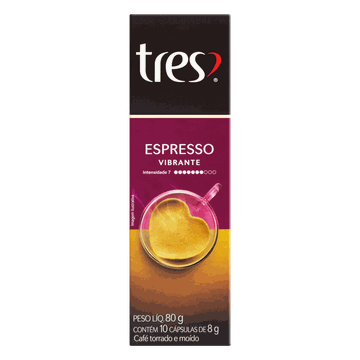 tres
ESPRESSO
VIBRANTE
Intensidade 7
Imagem ilustrativa
PESO LÍQ. 80 g
CONTÉM 10 CÁPSULAS DE 8 g
Café torrado e moído